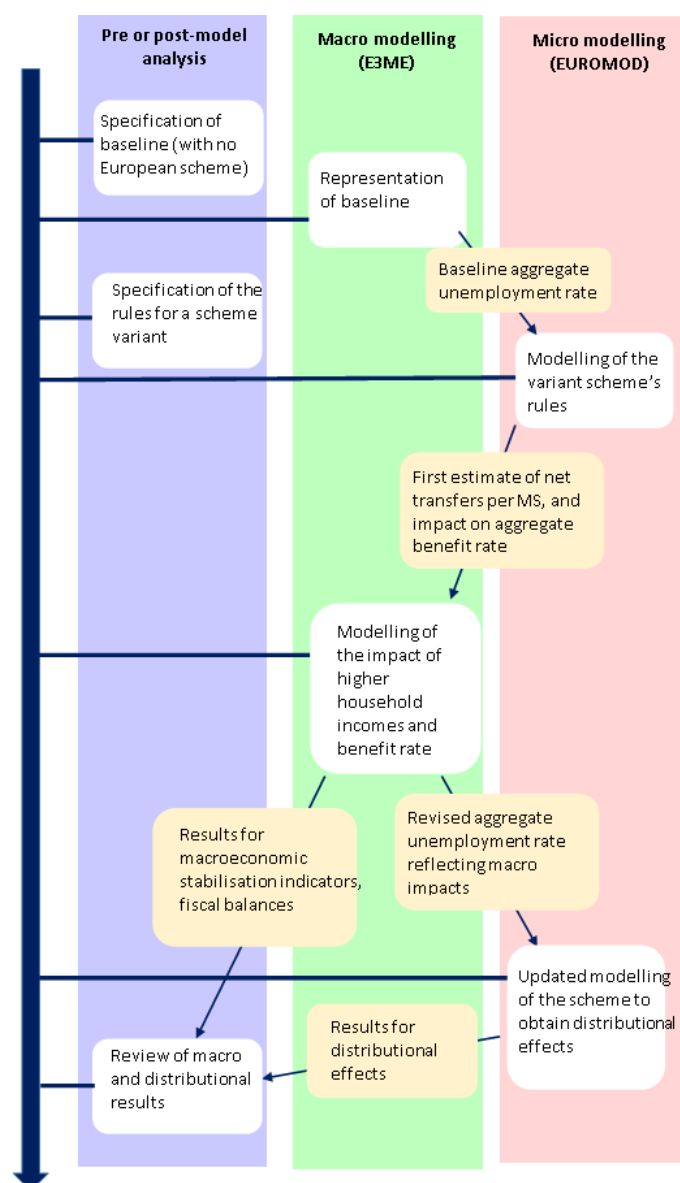 Pre or post-model
analysis
Macro modelling
(E3ME)
Micro modelling
(EUROMOD)
Specification of
baseline (with no
European scheme)
Representation
of baseline
Baseline aggregate
unemployment rate
Specification of the
rules for a scheme
variant
Modelling of the
variant scheme's
rules
First estimate of net
transfers per MS, and
impact on aggregate
benefit rate
Modelling of
the impact of
higher
household
incomes and
benefit rate
Results for
macroeconomic
stabilisation indicators,
fiscal balances
Revised aggregate
unemployment rate
reflecting macro
impacts
Updated modelling
of the scheme to
obtain distributional
effects
Results for
distributional
effects
Review of macro
and distributional
results